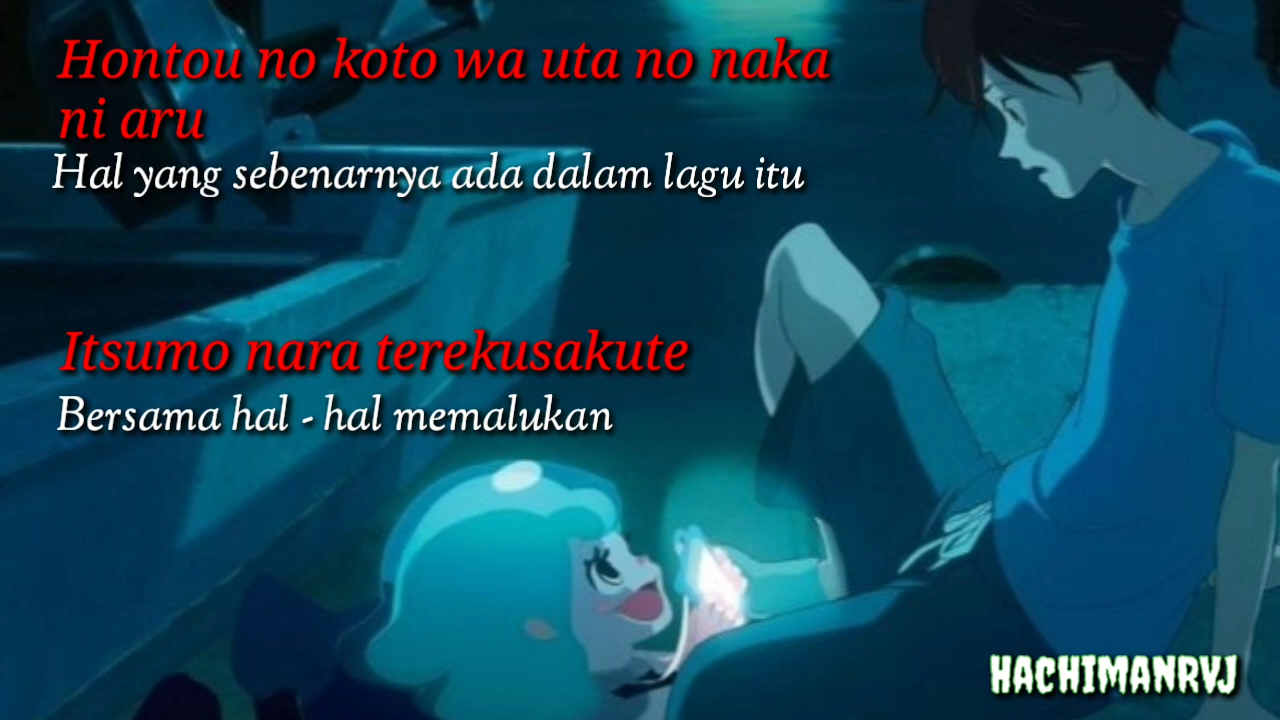 Hontou no koto wa uta no naka
ni aru
Hal yang sebenarnya ada dalam lagu itu
Itsumo nara terekusakute
Bersama hal - hal memalukan
HACHIMANRVJ